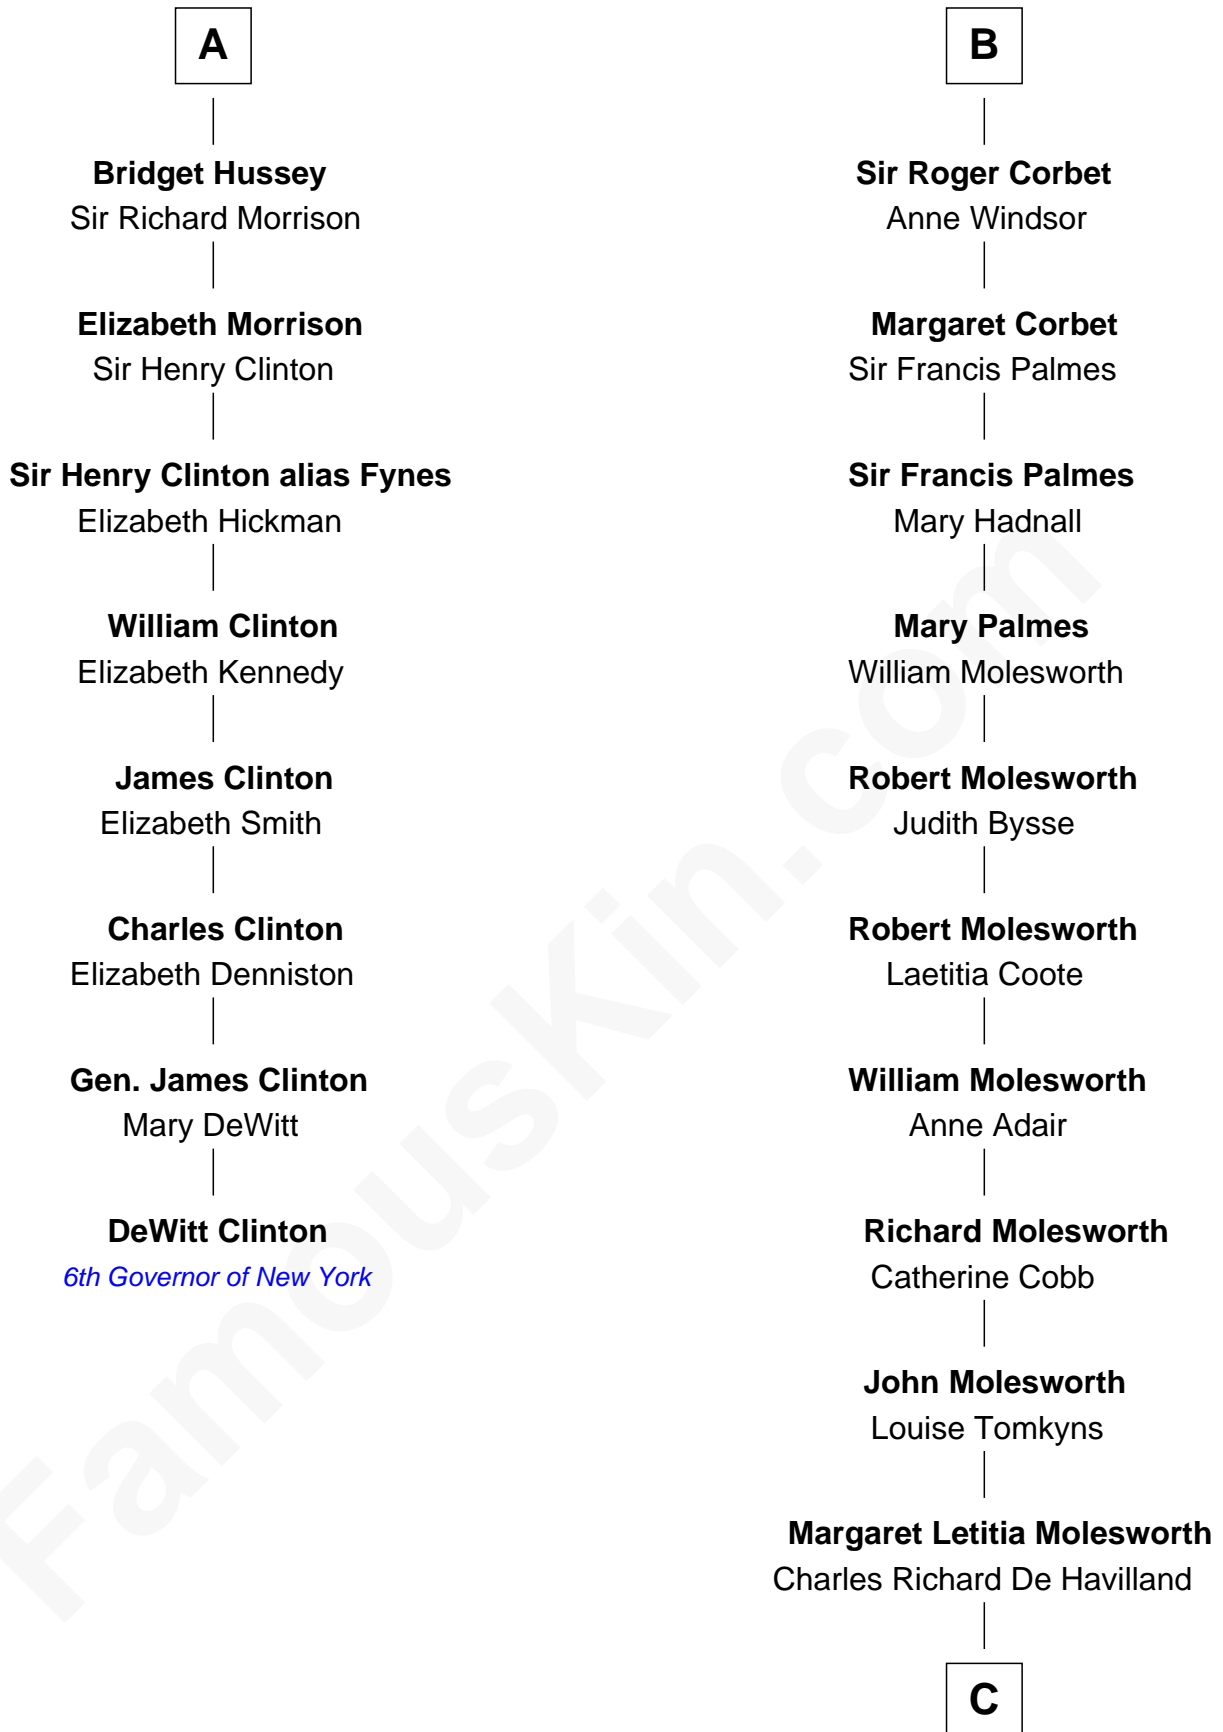 A
Bridget Hussey
Sir Richard Morrison
Elizabeth Morrison
Sir Henry Clinton
Sir Henry Clinton alias Fynes
Elizabeth Hickman
William Clinton
Elizabeth Kennedy
James Clinton
Elizabeth Smith
Charles Clinton
Elizabeth Denniston
Gen. James Clinton
Mary DeWitt
DeWitt Clinton
6th Governor of New York
B
Sir Roger Corbet
Anne Windsor
Margaret Corbet
Sir Francis Palmes
Sir Francis Palmes
Mary Hadnall
Mary Palmes
William Molesworth
Robert Molesworth
Judith Bysse
Robert Molesworth
Laetitia Coote
William Molesworth
Anne Adair
Richard Molesworth
Catherine Cobb
John Molesworth
Louise Tomkyns
Margaret Letitia Molesworth
Charles Richard De Havilland
C
FamousKin.com